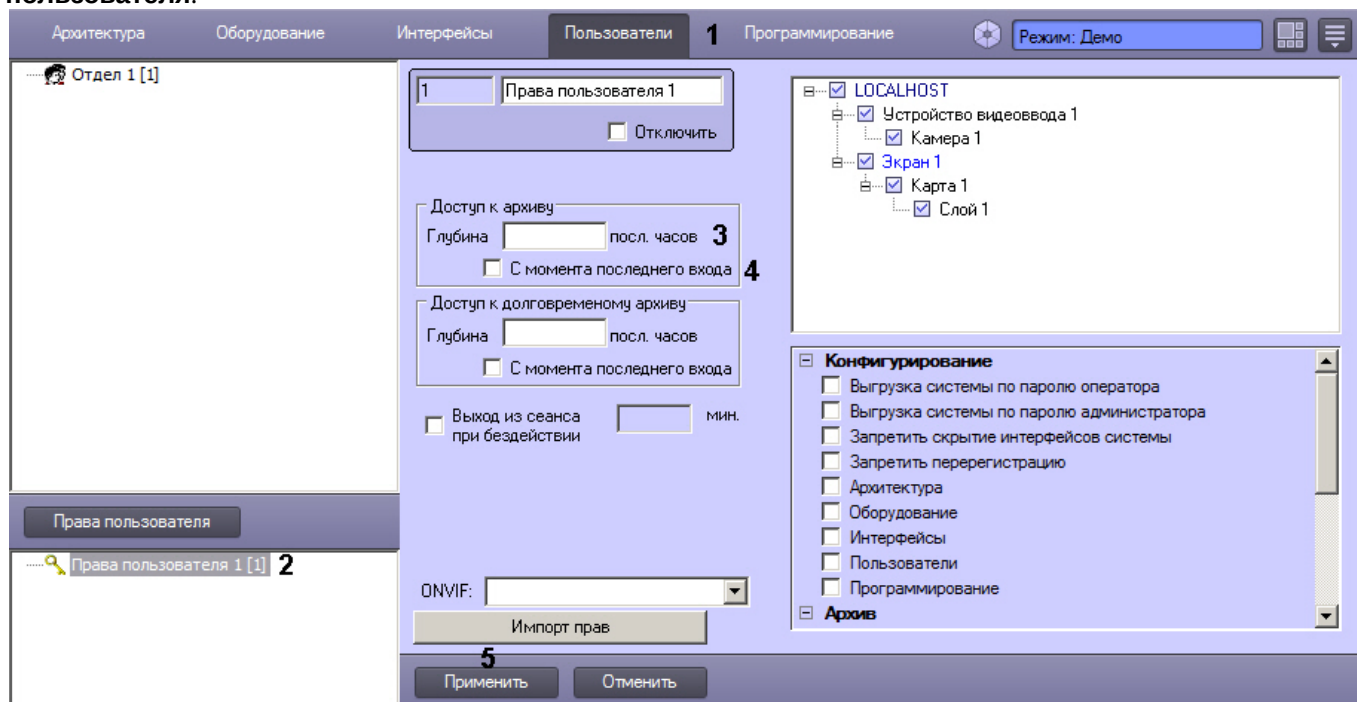 пользователя.
Архитектура Оборудование Интерфейсы Пользователи 1 Программирование Режим: Демо
Отдел 1 [1]
1 Права пользователя 1
Отключить
Доступ к архиву
Глубина посл. часов 3
С момента последнего входа 4
Доступ к долговременому архиву
Глубина посл. часов
С момента последнего входа
Выход из сеанса
при бездействии
мин.
LOCALHOST
Устройство видеоввода 1
Камера 1
Экран 1
Карта 1
Слой 1
Конфигурирование
Выгрузка системы по паролю оператора
Выгрузка системы по паролю администратора
Запретить скрытие интерфейсов системы
Запретить перерегистрацию
Архитектура
Оборудование
Интерфейсы
Пользователи
Программирование
Архив
Права пользователя
Права пользователя 1 [1] 2
ONVIF:
Импорт прав
5
Применить Отменить